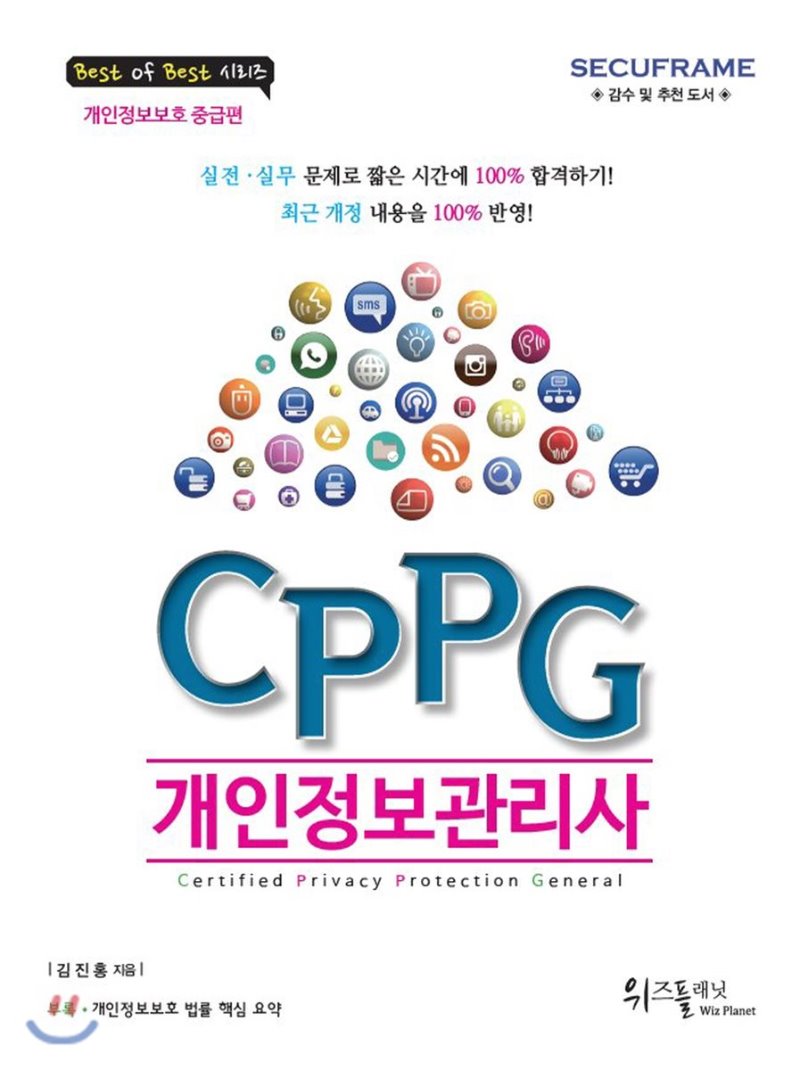 Best of Best 시리즈
개인정보보호 중급편
SECUFRAME
◈ 감수 및 추천 도서 ◈
실전 · 실무 문제로 짧은 시간에 100% 합격하기!
최근 개정 내용을 100% 반영!
sms
CPPG
개인정보관리사
Certified Privacy Protection General
| 김진홍 지음 |
부록 • 개인정보보호 법률 핵심 요약
위즈플래닛
Wiz Planet